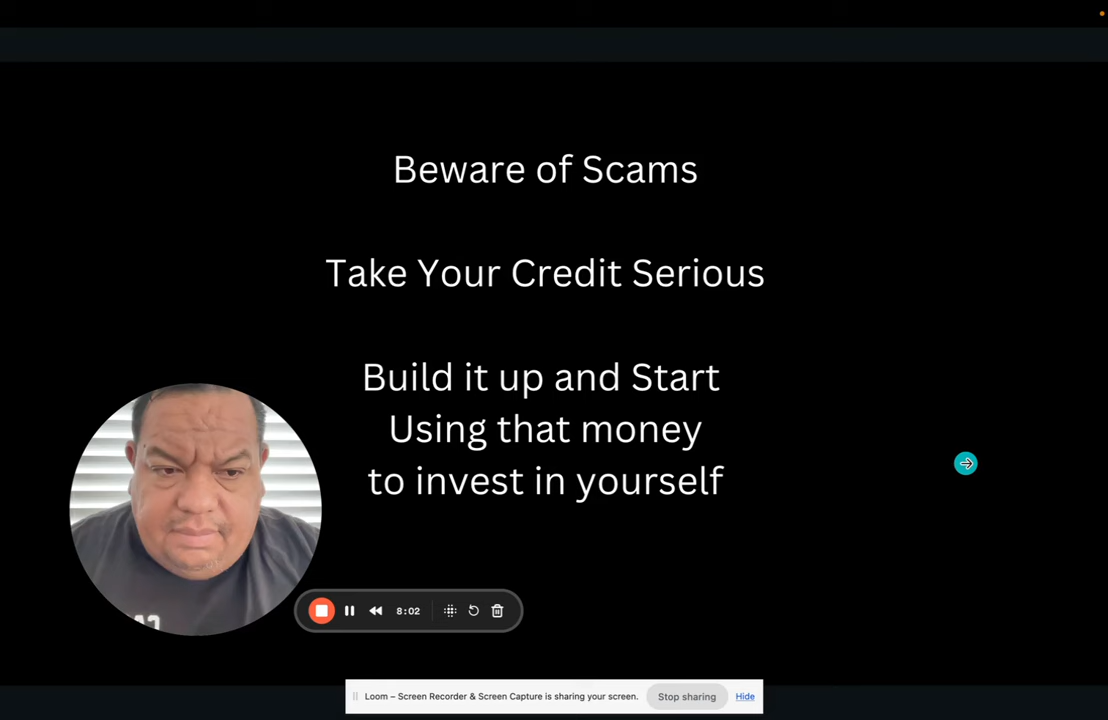 Beware of Scams
Take Your Credit Serious
Build it up and Start
Using that money
to invest in yourself
8:02
Loom – Screen Recorder & Screen Capture is sharing your screen. Stop sharing Hide